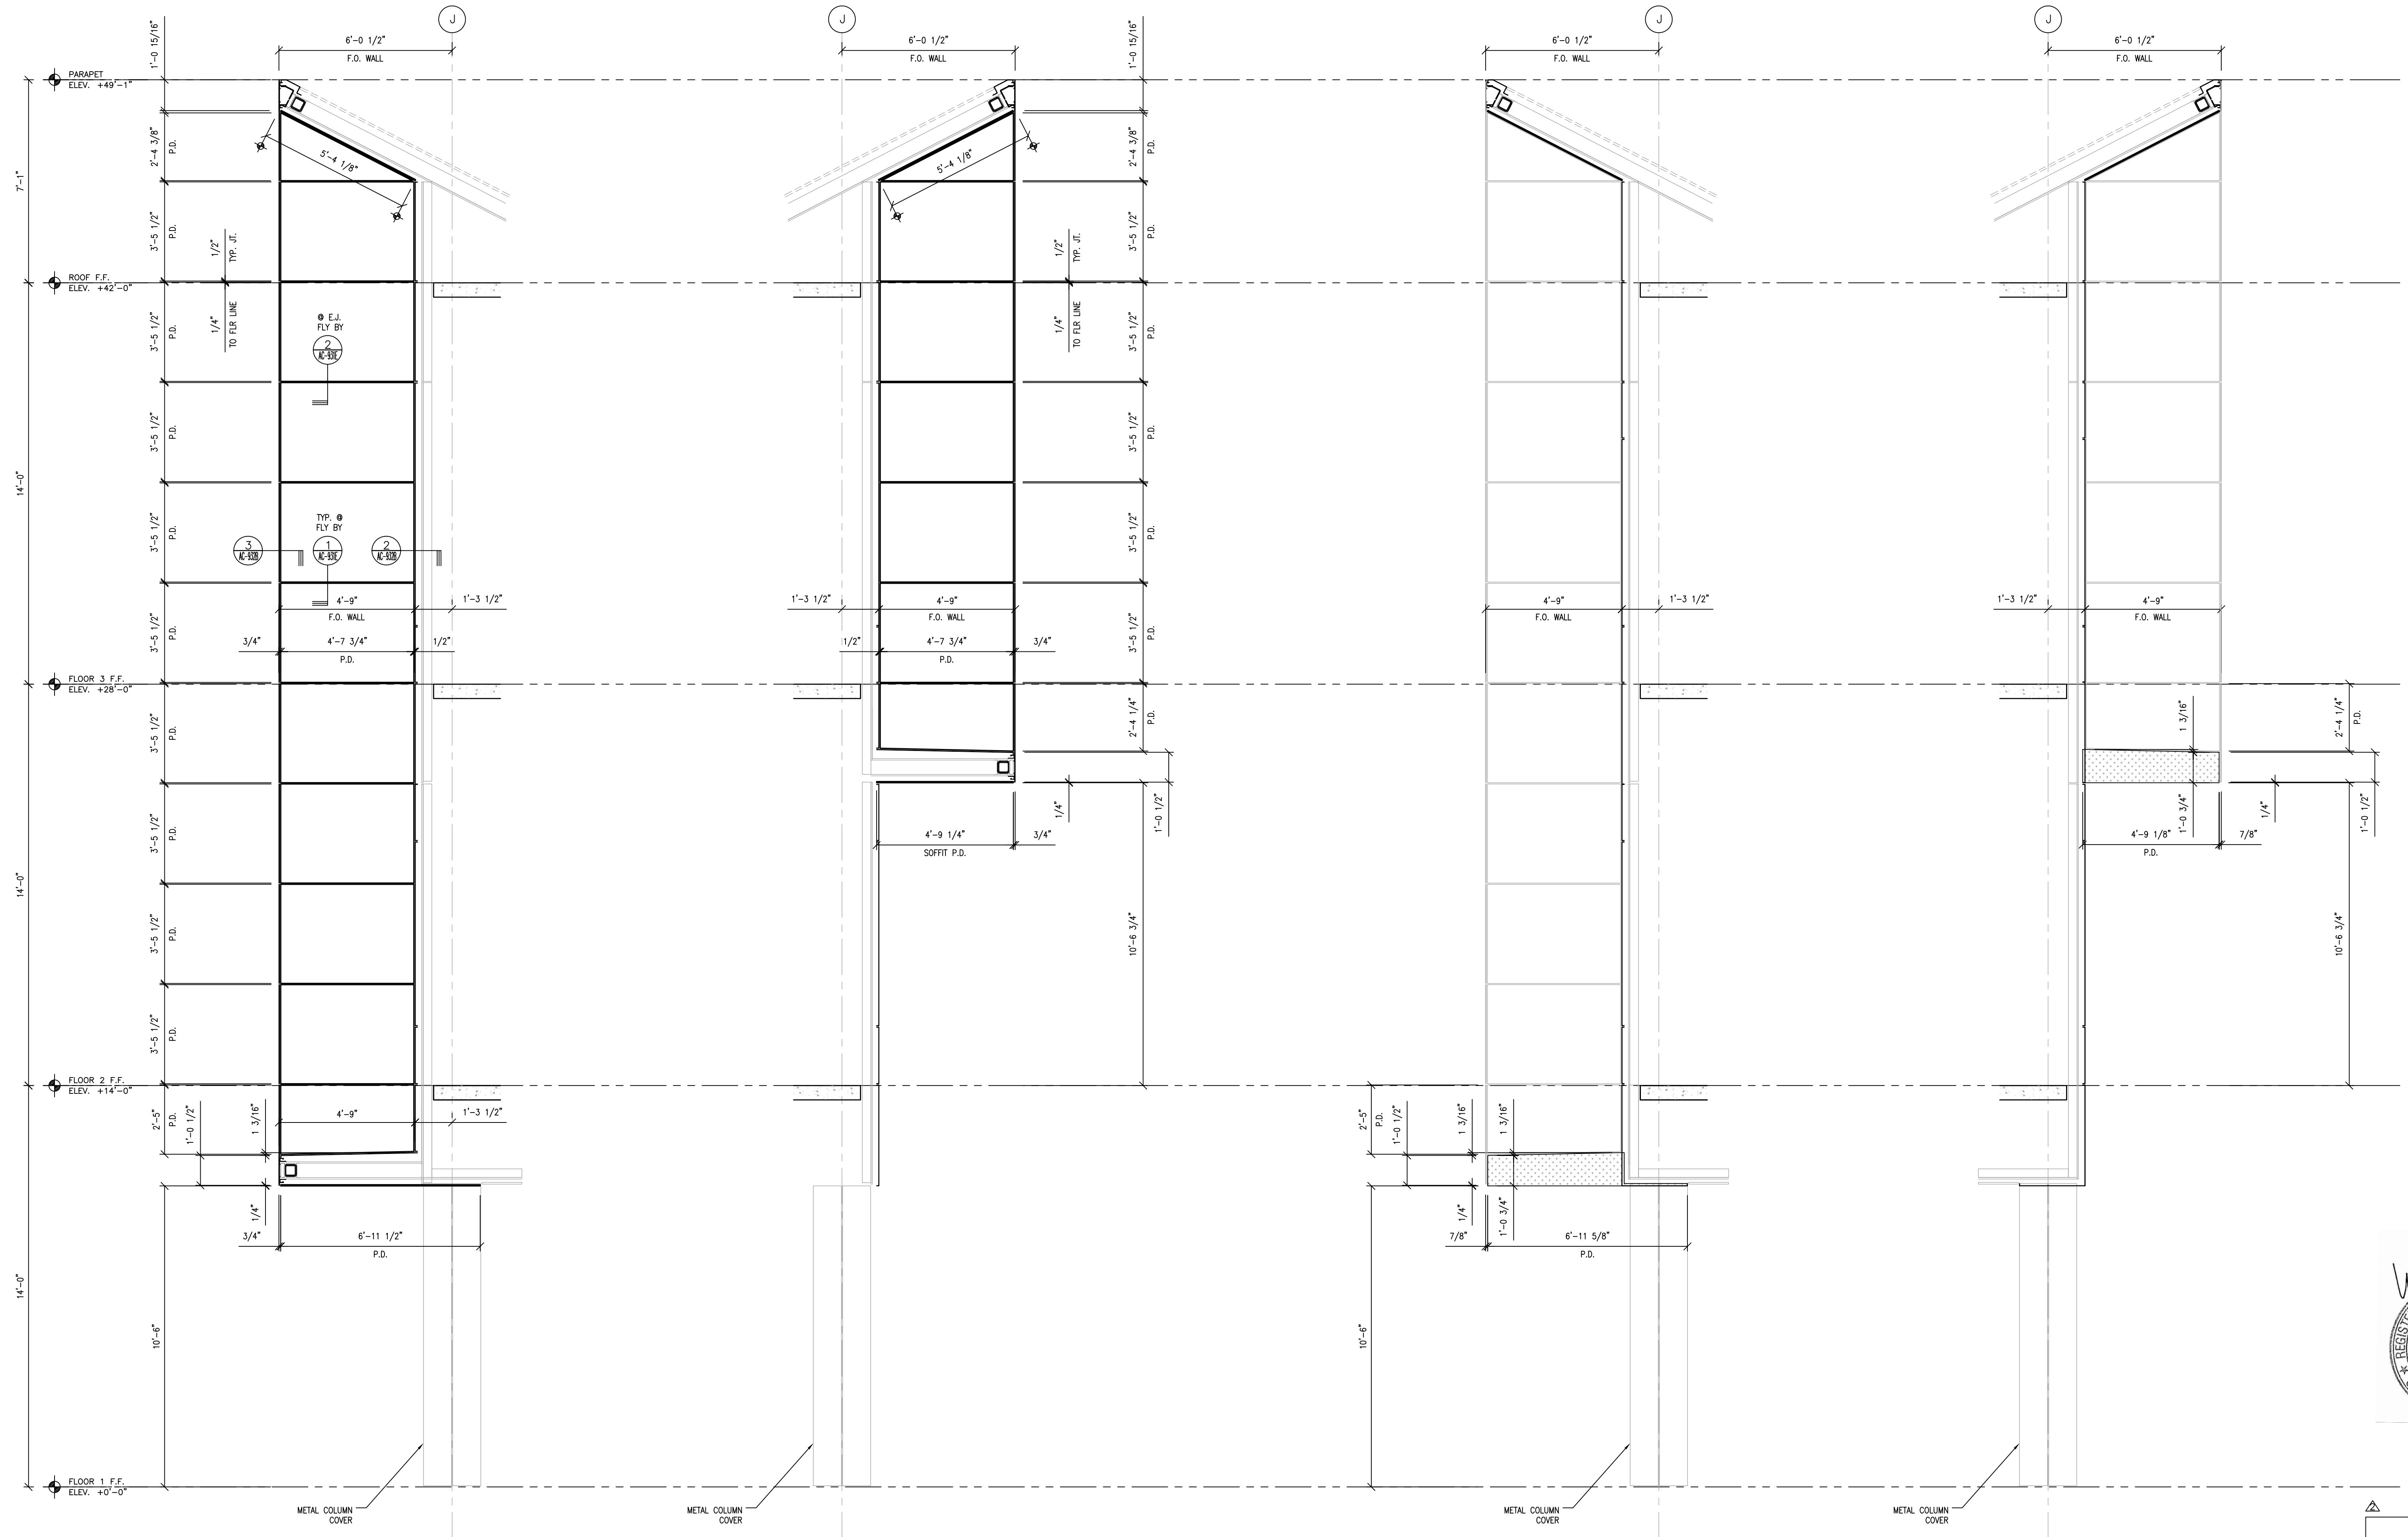 J
J
J
J
6'-0 1/2"
F.O. WALL
6'-0 1/2"
F.O. WALL
6'-0 1/2"
F.O. WALL
6'-0 1/2"
F.O. WALL
1'-0 15/16"
1'-0 15/16"
PARAPET
ELEV. +49'-1"
7'-1"
2'-4 3/8"
P.D.
5'-4 1/8"
5'-4 1/8"
2'-4 3/8"
P.D.
3'-5 1/2"
P.D.
1/2"
TYP. JT.
1/2"
TYP. JT.
3'-5 1/2"
P.D.
ROOF F.F.
ELEV. +42'-0"
3'-5 1/2"
P.D.
1/4"
TO FLR LINE
@ E.J.
FLY BY
2
AC-931E
1/4"
TO FLR LINE
3'-5 1/2"
P.D.
14'-0"
3'-5 1/2"
P.D.
3'-5 1/2"
P.D.
3'-5 1/2"
P.D.
TYP. @
FLY BY
3
AC-932B
1
AC-931E
2
AC-932B
3'-5 1/2"
P.D.
3'-5 1/2"
P.D.
4'-9"
F.O. WALL
1'-3 1/2"
1'-3 1/2"
4'-9"
F.O. WALL
3'-5 1/2"
P.D.
4'-9"
F.O. WALL
1'-3 1/2"
1'-3 1/2"
4'-9"
F.O. WALL
3/4"
4'-7 3/4"
P.D.
1/2"
1/2"
4'-7 3/4"
P.D.
3/4"
FLOOR 3 F.F.
ELEV. +28'-0"
3'-5 1/2"
P.D.
2'-4 1/4"
P.D.
1 3/16"
2'-4 1/4"
P.D.
3'-5 1/2"
P.D.
1/4"
1'-0 1/2"
1'-0 3/4"
1/4"
1'-0 1/2"
4'-9 1/4"
SOFFIT P.D.
3/4"
4'-9 1/8"
P.D.
7/8"
14'-0"
3'-5 1/2"
P.D.
10'-6 3/4"
10'-6 3/4"
3'-5 1/2"
P.D.
FLOOR 2 F.F.
ELEV. +14'-0"
2'-5"
P.D.
1'-0 1/2"
1 3/16"
4'-9"
1'-3 1/2"
2'-5"
P.D.
1'-0 1/2"
1 3/16"
1 3/16"
1/4"
3/4"
6'-11 1/2"
P.D.
1/4"
1'-0 3/4"
7/8"
6'-11 5/8"
P.D.
14'-0"
10'-6"
10'-6"
REGISTE
FLOOR 1 F.F.
ELEV. +0'-0"
METAL COLUMN
COVER
METAL COLUMN
COVER
METAL COLUMN
COVER
METAL COLUMN
COVER
2